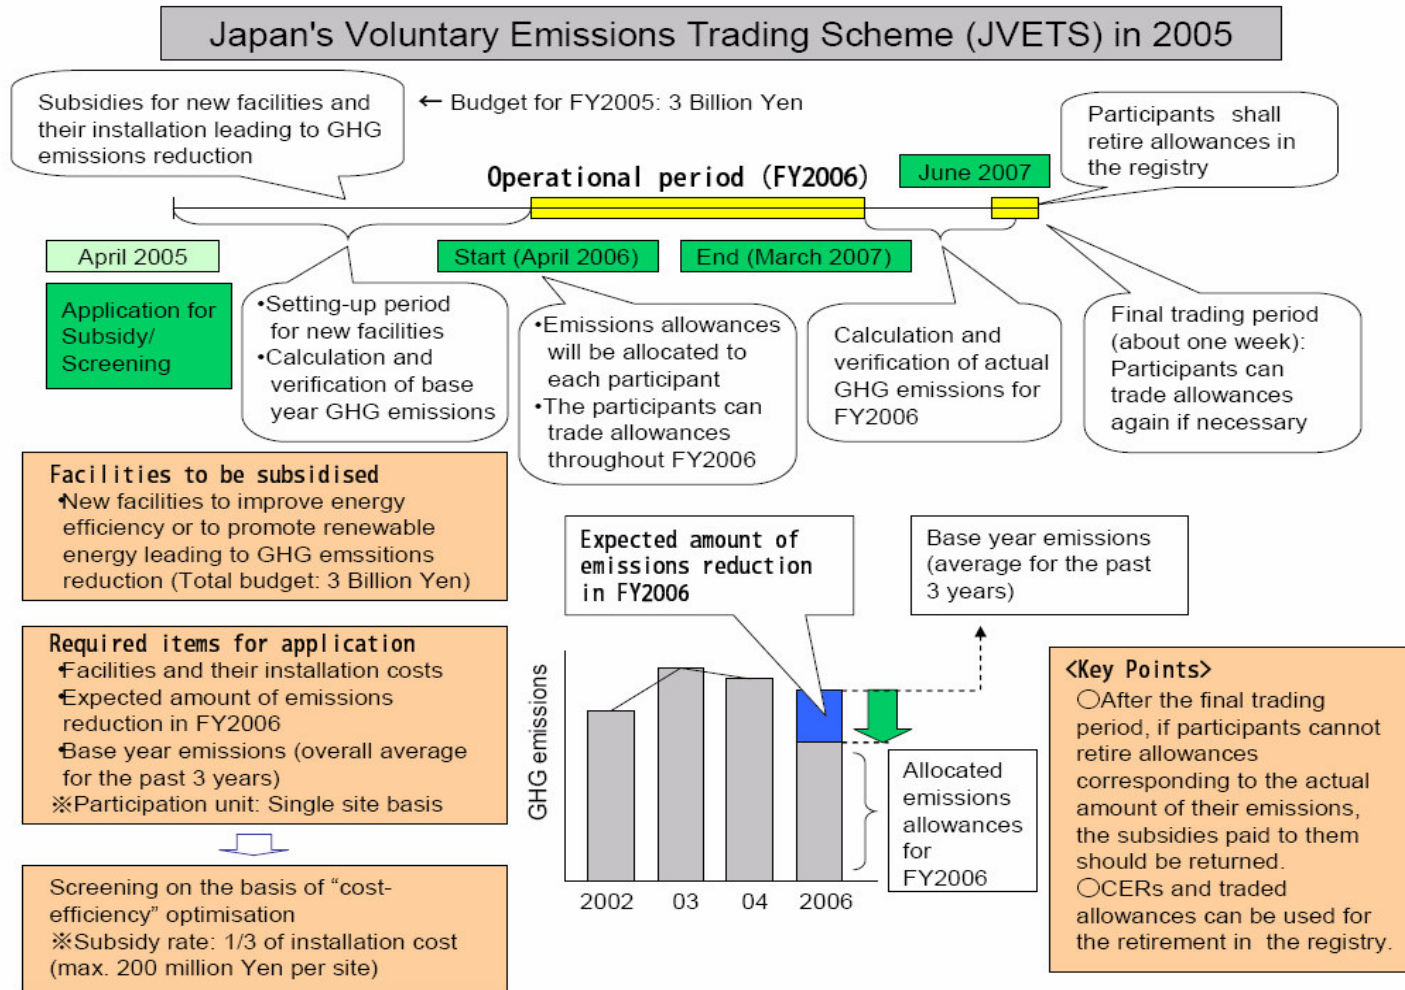 Japan's Voluntary Emissions Trading Scheme (JVETS) in 2005
Subsidies for new facilities and
their installation leading to GHG
emissions reduction
← Budget for FY2005: 3 Billion Yen
Participants shall
retire allowances in
the registry
Operational period (FY2006)
June 2007
April 2005
Start (April 2006)
End (March 2007)
Application for
Subsidy/
Screening
•Setting-up period
for new facilities
•Calculation and
verification of base
year GHG emissions
•Emissions allowances
will be allocated to
each participant
•The participants can
trade allowances
throughout FY2006
Calculation and
verification of actual
GHG emissions for
FY2006
Final trading period
(about one week):
Participants can
trade allowances
again if necessary
Facilities to be subsidised
•New facilities to improve energy
efficiency or to promote renewable
energy leading to GHG emssitions
reduction (Total budget: 3 Billion Yen)
Required items for application
•Facilities and their installation costs
•Expected amount of emissions
reduction in FY2006
•Base year emissions (overall average
for the past 3 years)
※Participation unit: Single site basis
Screening on the basis of “cost-
efficiency” optimisation
※Subsidy rate: 1/3 of installation cost
(max. 200 million Yen per site)
Expected amount of
emissions reduction
in FY2006
Base year emissions
(average for the past
3 years)
GHG emissions
2002 03 04 2006
Allocated
emissions
allowances
for
FY2006
<Key Points>
○After the final trading
period, if participants cannot
retire allowances
corresponding to the actual
amount of their emissions,
the subsidies paid to them
should be returned.
○CERs and traded
allowances can be used for
the retirement in the registry.